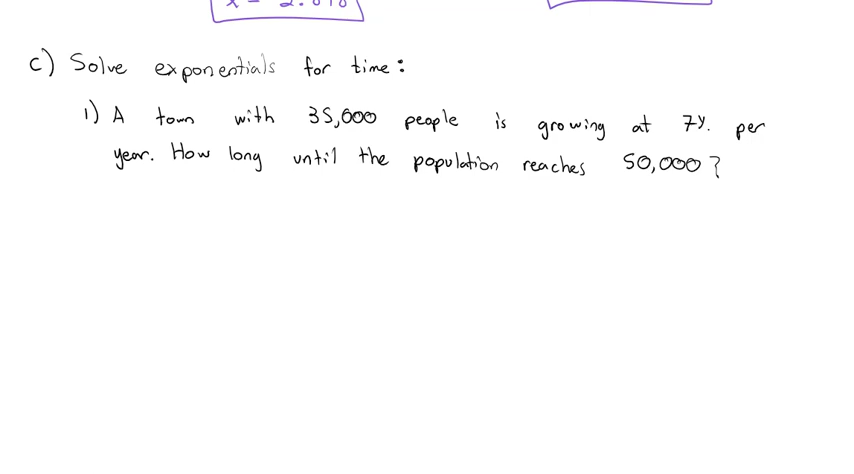 c) Solve exponentials for time:
1) A town with 35,000 people is growing at 7% per
year. How long until the population reaches 50,000?